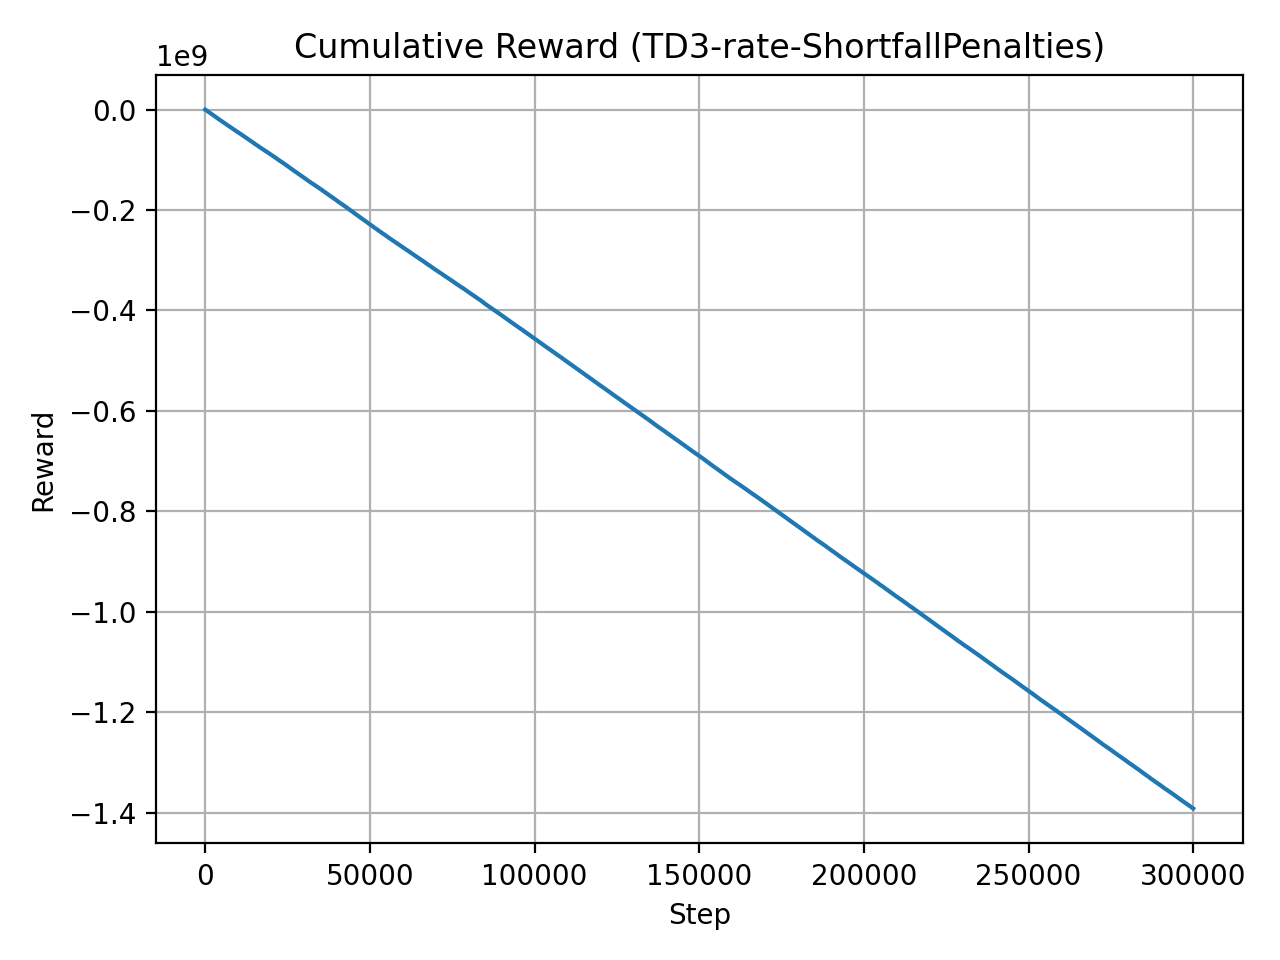 Cumulative Reward (TD3-rate-ShortfallPenalties)
1e9
0.0
−0.2
−0.4
−0.6
−0.8
−1.0
−1.2
−1.4
Reward
0 50000 100000 150000 200000 250000 300000
Step